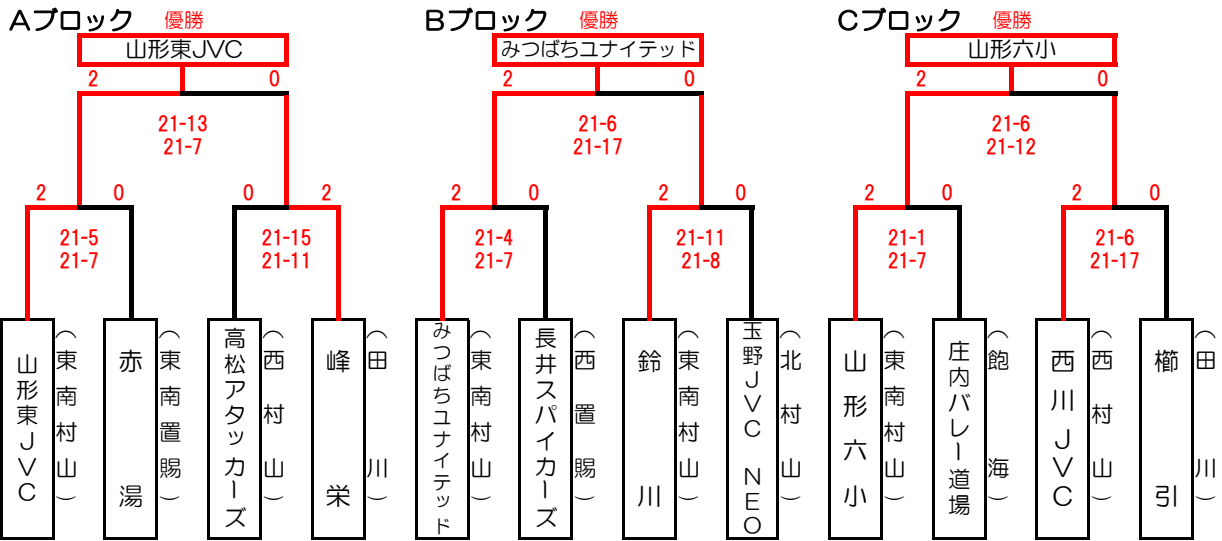 Aブロック 優勝
山形東JVC
2 0
21-13
21-7
2 0
21-5
21-7
0 2
21-15
21-11
山形東JVC
（東南村山）
赤湯
（東南置賜）
高松アタッカーズ
（西村山）
峰栄
（田川）
Bブロック 優勝
みつばちユナイテッド
2 0
21-6
21-17
2 0
21-4
21-7
2 0
21-11
21-8
みつばちユナイテッド
（東南村山）
長井スパイカーズ
（西置賜）
鈴川
（東南村山）
玉野JVC NEO
（北村山）
Cブロック 優勝
山形六小
2 0
21-6
21-12
2 0
21-1
21-7
2 0
21-6
21-17
山形六小
（東南村山）
庄内バレー道場
（飽海）
西川JVC
（西村山）
櫛引
（田川）